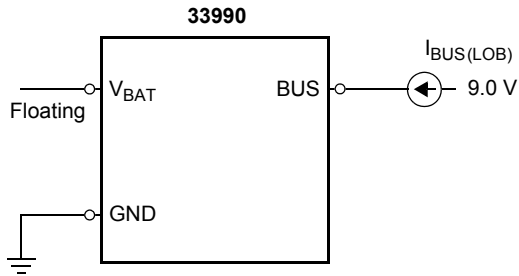 33990
I_BUS(LOB)
V_BAT
BUS
9.0 V
Floating
GND